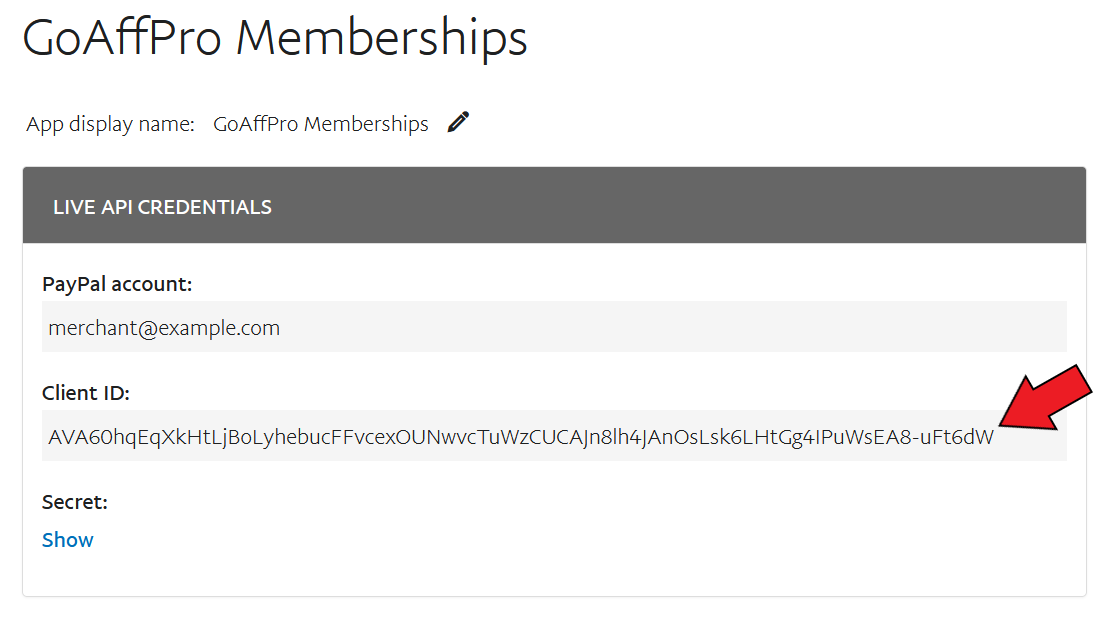 GoAffPro Memberships
App display name: GoAffPro Memberships
LIVE API CREDENTIALS
PayPal account:
merchant@example.com
Client ID:
AVA60hqEqXkHtLjBoLyhebucFFvcexOUNwvcTuWzCUCAJn8lh4JAnOsLsk6LHtGg4IPuWsEA8-uFt6dW
Secret:
Show